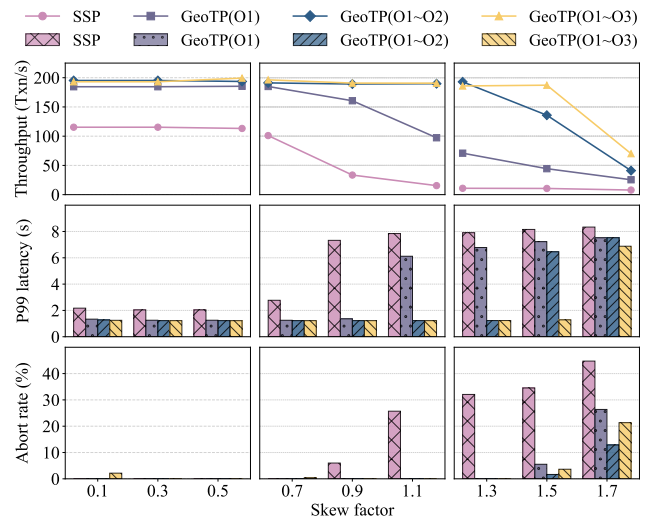 SSP GeoTP(O1) GeoTP(O1~O2) GeoTP(O1~O3)
SSP GeoTP(O1) GeoTP(O1~O2) GeoTP(O1~O3)
Throughput (Txn/s)
200
150
100
50
0
P99 latency (s)
8
6
4
2
0
Abort rate (%)
40
30
20
10
0
0.1 0.3 0.5 0.7 0.9 1.1 1.3 1.5 1.7
Skew factor